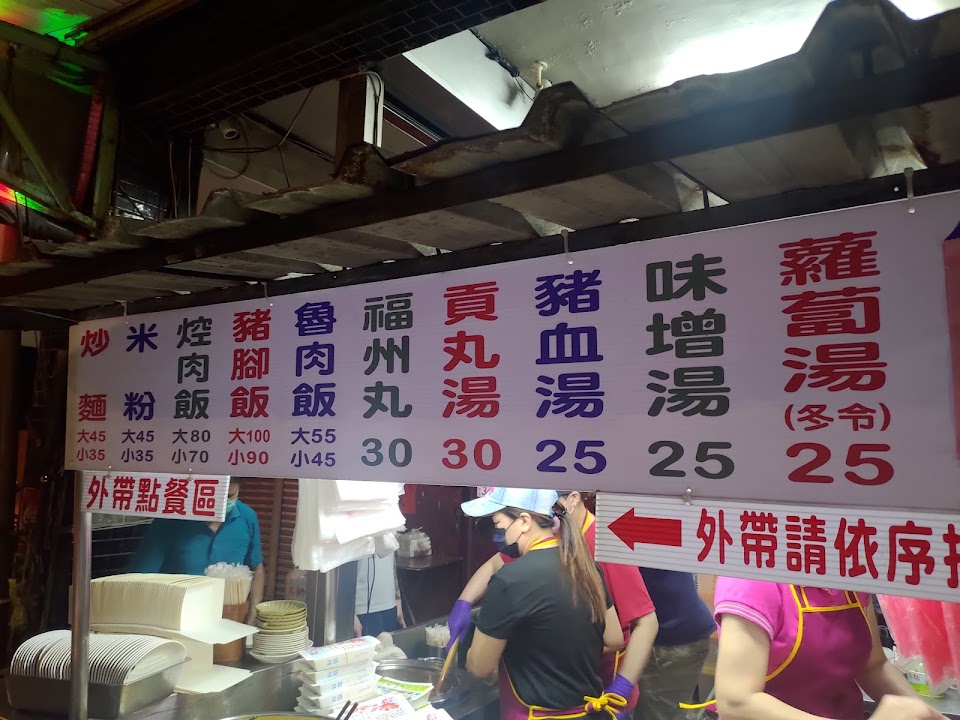 炒麵
大45
小35
米粉
大45
小35
焢肉飯
大80
小70
豬腳飯
大100
小90
魯肉飯
大55
小45
福州丸
30
貢丸湯
30
豬血湯
25
味增湯
25
蘿蔔湯
(冬令)
25
外帶點餐區
外帶請依序排